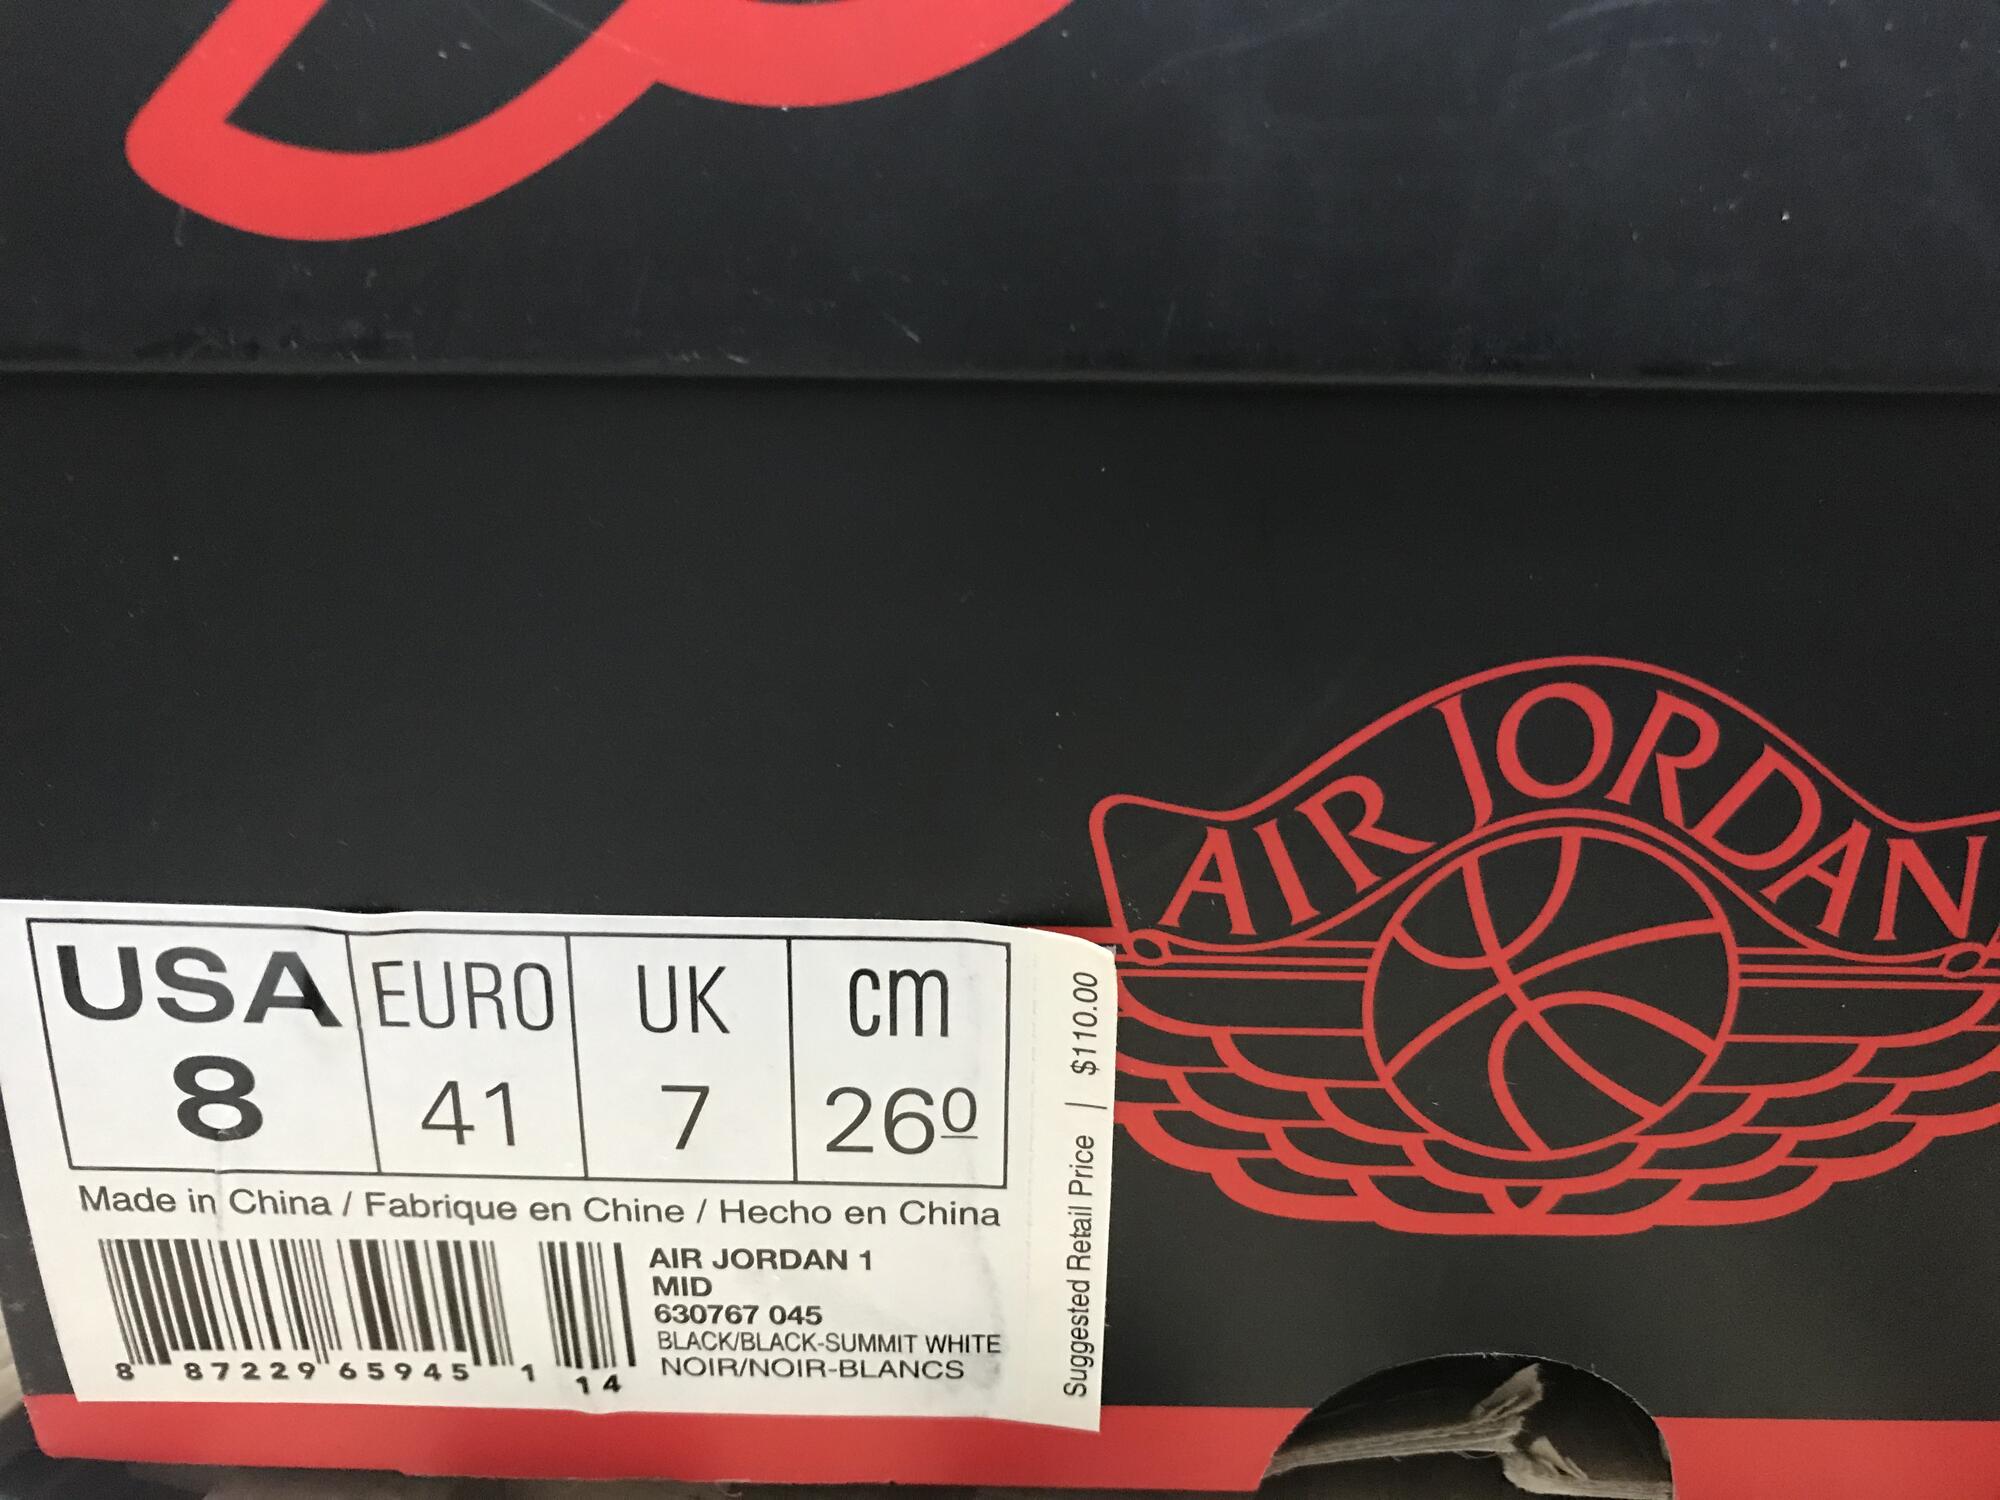 AIR JORDAN
USA EURO UK cm
8 41 7 26º
Made in China / Fabrique en Chine / Hecho en China
AIR JORDAN 1
MID
630767 045
BLACK/BLACK-SUMMIT WHITE
NOIR/NOIR-BLANCS
8 87229 65945 1 14
Suggested Retail Price | $110.00